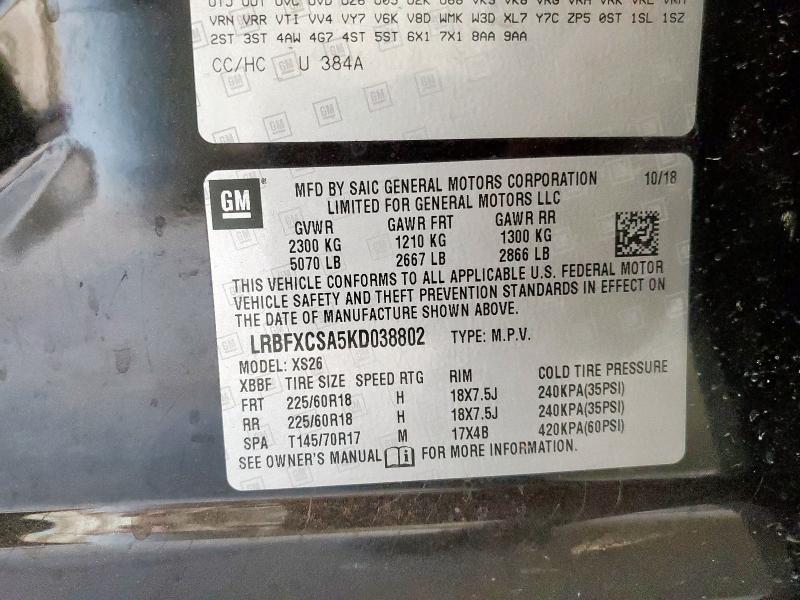 VRN VRR VTI VV4 VY7 V6K V8D WMK W3D XL7 Y7C ZP5 0ST 1SL 1SZ
2ST 3ST 4AW 4G7 4ST 5ST 6X1 7X1 8AA 9AA
CC/HC U 384A
GM
MFD BY SAIC GENERAL MOTORS CORPORATION 10/18
LIMITED FOR GENERAL MOTORS LLC
GVWR GAWR FRT GAWR RR
2300 KG 1210 KG 1300 KG
5070 LB 2667 LB 2866 LB
THIS VEHICLE CONFORMS TO ALL APPLICABLE U.S. FEDERAL MOTOR
VEHICLE SAFETY AND THEFT PREVENTION STANDARDS IN EFFECT ON
THE DATE OF MANUFACTURE SHOWN ABOVE.
LRBFXCSA5KD038802 TYPE: M.P.V.
MODEL: XS26
XBBF TIRE SIZE SPEED RTG RIM COLD TIRE PRESSURE
FRT 225/60R18 H 18X7.5J 240KPA(35PSI)
RR 225/60R18 H 18X7.5J 240KPA(35PSI)
SPA T145/70R17 M 17X4B 420KPA(60PSI)
SEE OWNER'S MANUAL FOR MORE INFORMATION.